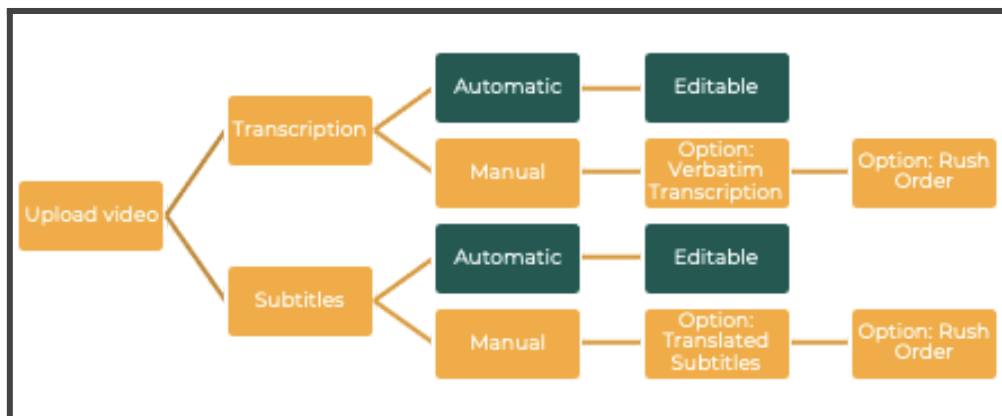 Upload video
Transcription
Automatic
Editable
Manual
Option:
Verbatim
Transcription
Option: Rush
Order
Subtitles
Automatic
Editable
Manual
Option:
Translated
Subtitles
Option: Rush
Order